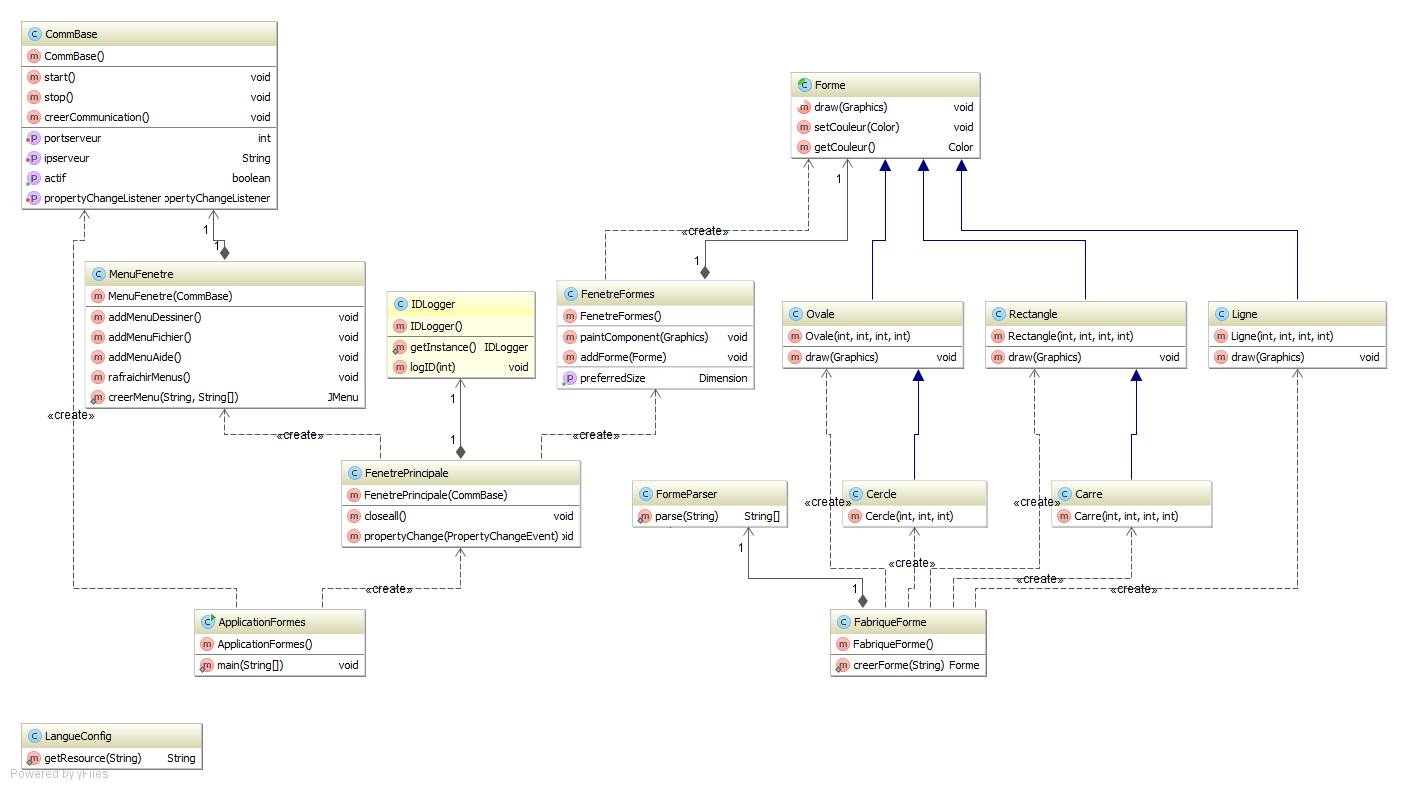 CommBase
CommBase()
start() void
stop() void
creerCommunication() void
portserveur int
ipserveur String
actif boolean
propertyChangeListener pertyChangeListener
Forme
draw(Graphics) void
setCouleur(Color) void
getCouleur() Color
1
«create»
1
1
1
MenuFenetre
MenuFenetre(CommBase)
addMenuDessiner() void
addMenuFichier() void
addMenuAide() void
rafraichirMenus() void
creerMenu(String, String[]) JMenu
IDLogger
IDLogger()
getInstance() IDLogger
logID(int) void
FenetreFormes
FenetreFormes()
paintComponent(Graphics) void
addForme(Forme) void
preferredSize Dimension
Ovale
Ovale(int, int, int, int)
draw(Graphics) void
Rectangle
Rectangle(int, int, int, int)
draw(Graphics) void
Ligne
Ligne(int, int, int, int)
draw(Graphics) void
«create»
1
«create»
1
«create»
FenetrePrincipale
FenetrePrincipale(CommBase)
closeall() void
propertyChange(PropertyChangeEvent) oid
FormeParser
parse(String) String[]
«create»
Cercle
Cercle(int, int, int)
«create»
Carre
Carre(int, int, int, int)
1
«create»
«create»
«create»
1
«create»
ApplicationFormes
ApplicationFormes()
main(String[]) void
FabriqueForme
FabriqueForme()
creerForme(String) Forme
LangueConfig
getResource(String) String
Powered by yFiles